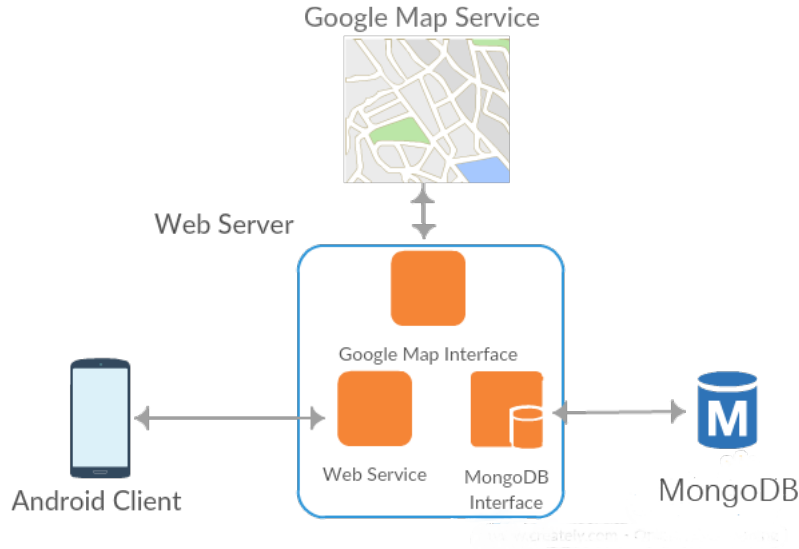 Google Map Service
Web Server
Google Map Interface
Web Service
MongoDB
Interface
Android Client
M
MongoDB